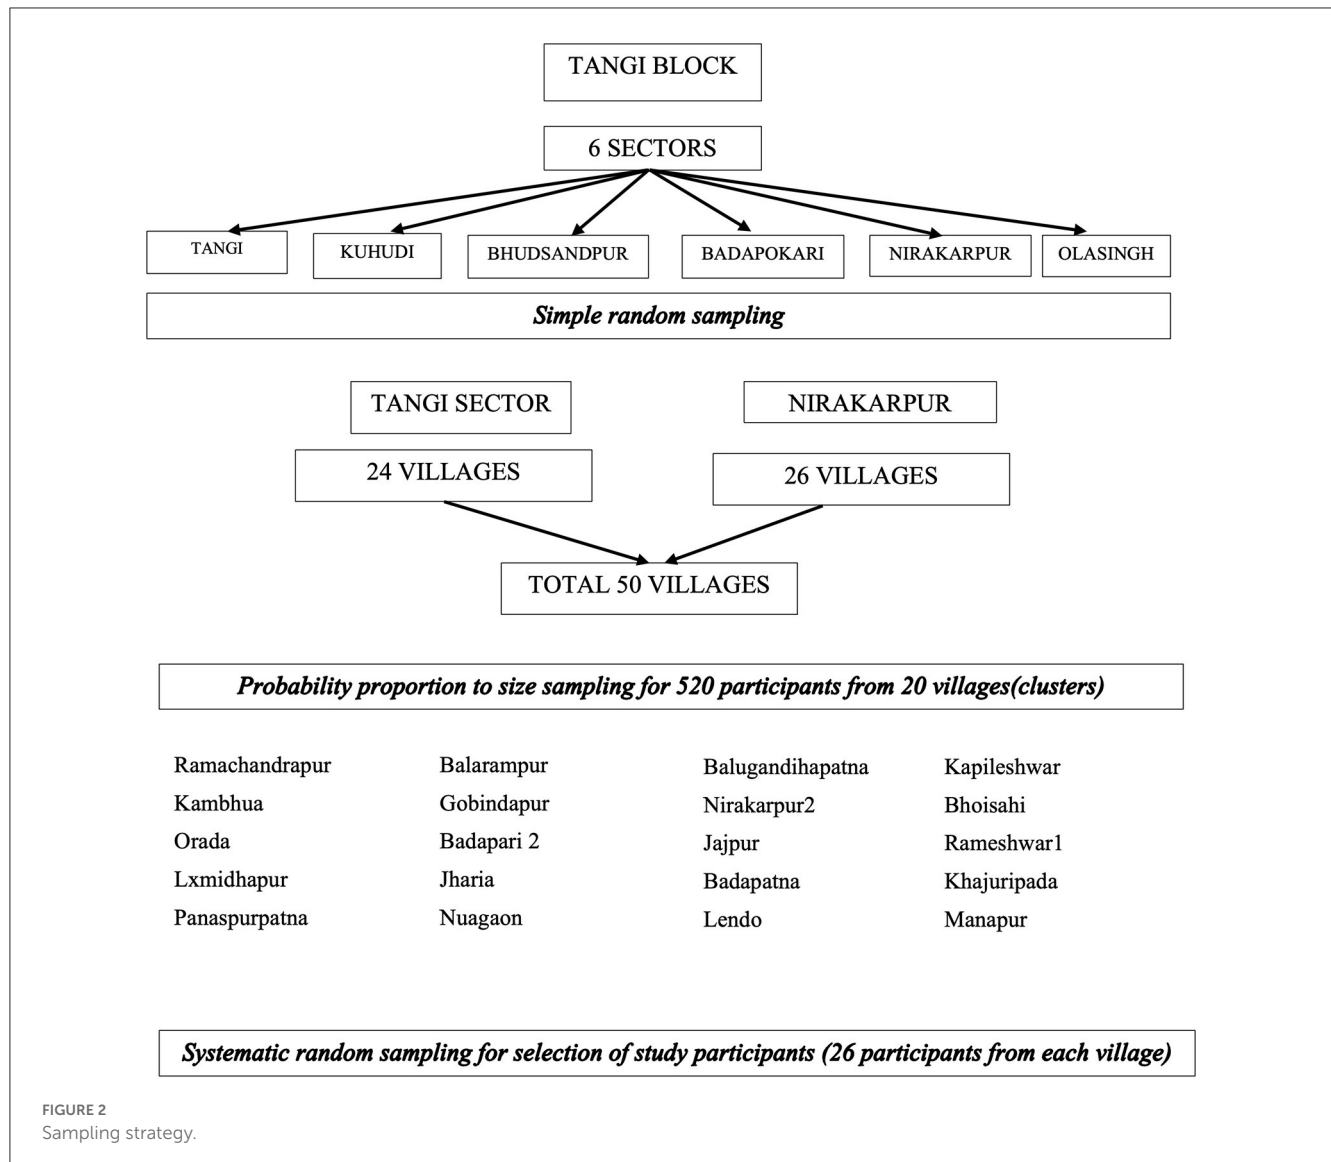 TANGI BLOCK
6 SECTORS
TANGI
KUHUDI
BHUDSANDPUR
BADAPOKARI
NIRAKARPUR
OLASINGH
Simple random sampling
TANGI SECTOR
NIRAKARPUR
24 VILLAGES
26 VILLAGES
TOTAL 50 VILLAGES
Probability proportion to size sampling for 520 participants from 20 villages(clusters)
Ramachandrapur
Kambhua
Orada
Lxmidhapur
Panaspurpatna
Balarampur
Gobindapur
Badapari 2
Jharia
Nuagaon
Balugandihapatna
Nirakarpur2
Jajpur
Badapatna
Lendo
Kapileshwar
Bhoisahi
Rameshwar1
Khajuripada
Manapur
Systematic random sampling for selection of study participants (26 participants from each village)
FIGURE 2
Sampling strategy.